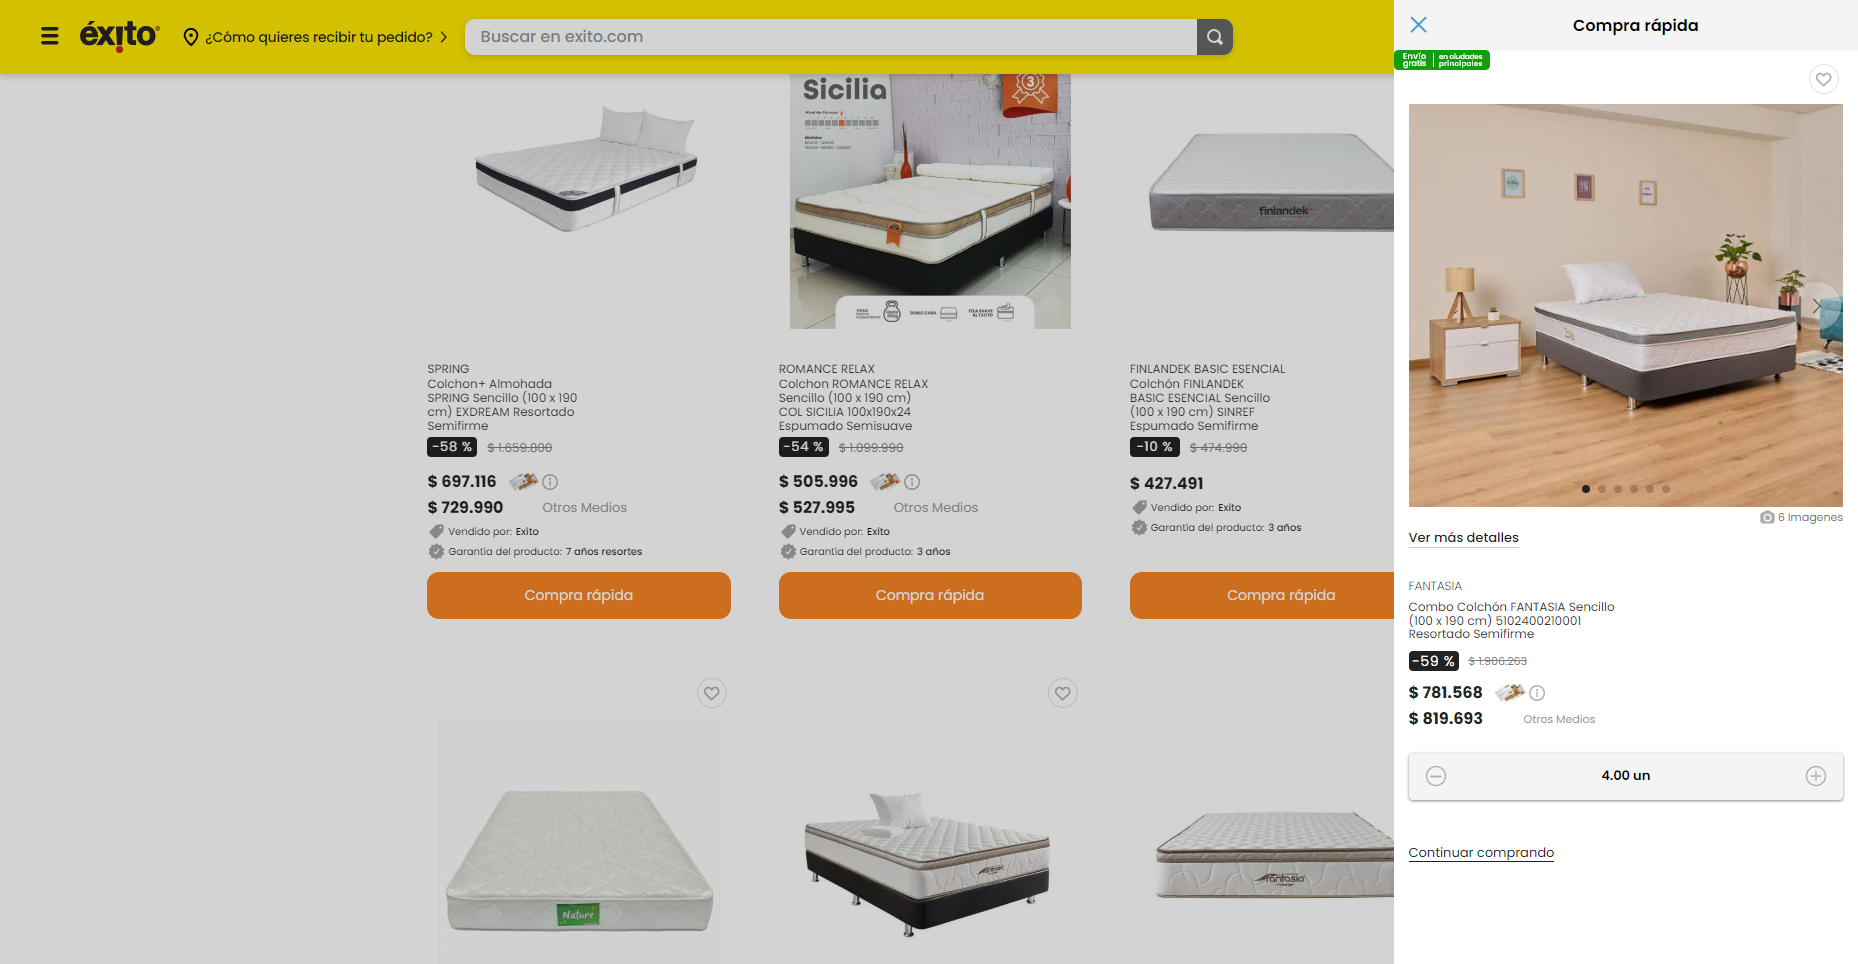 éxito
¿Cómo quieres recibir tu pedido?
Buscar en exito.com
Compra rápida
Envío gratis
en ciudades principales
Sicilia
3
finlandek
SPRING
Colchon+ Almohada
SPRING Sencillo (100 x 190
cm) EXDREAM Resortado
Semifirme
-58 % $ 1.659.800
$ 697.116
$ 729.990 Otros Medios
Vendido por: Exito
Garantía del producto: 7 años resortes
Compra rápida
ROMANCE RELAX
Colchon ROMANCE RELAX
Sencillo (100 x 190 cm)
COL SICILIA 100x190x24
Espumado Semisuave
-54 % $ 1.099.990
$ 505.996
$ 527.995 Otros Medios
Vendido por: Exito
Garantía del producto: 3 años
Compra rápida
FINLANDEK BASIC ESENCIAL
Colchón FINLANDEK
BASIC ESENCIAL Sencillo
(100 x 190 cm) SINREF
Espumado Semifirme
-10 % $ 474.990
$ 427.491
Vendido por: Exito
Garantía del producto: 3 años
Compra rápida
Nature
fantasia
fantasia
6 Imagenes
Ver más detalles
FANTASIA
Combo Colchón FANTASIA Sencillo
(100 x 190 cm) 5102400210001
Resortado Semifirme
-59 % $ 1.906.263
$ 781.568
$ 819.693 Otros Medios
4.00 un
Continuar comprando